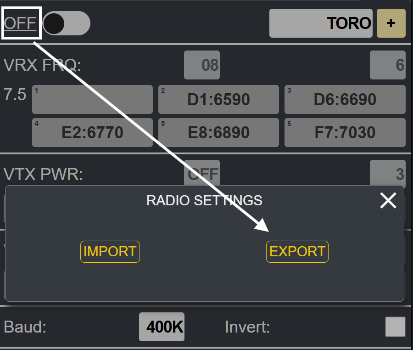 OFF TORO +
VRX FRQ: 08 6
7.5 1 2 D1:6590 3 D6:6690
4 E2:6770 5 E8:6890 6 F7:7030
VTX PWR: OFF 3
RADIO SETTINGS
IMPORT EXPORT
Baud: 400K Invert: